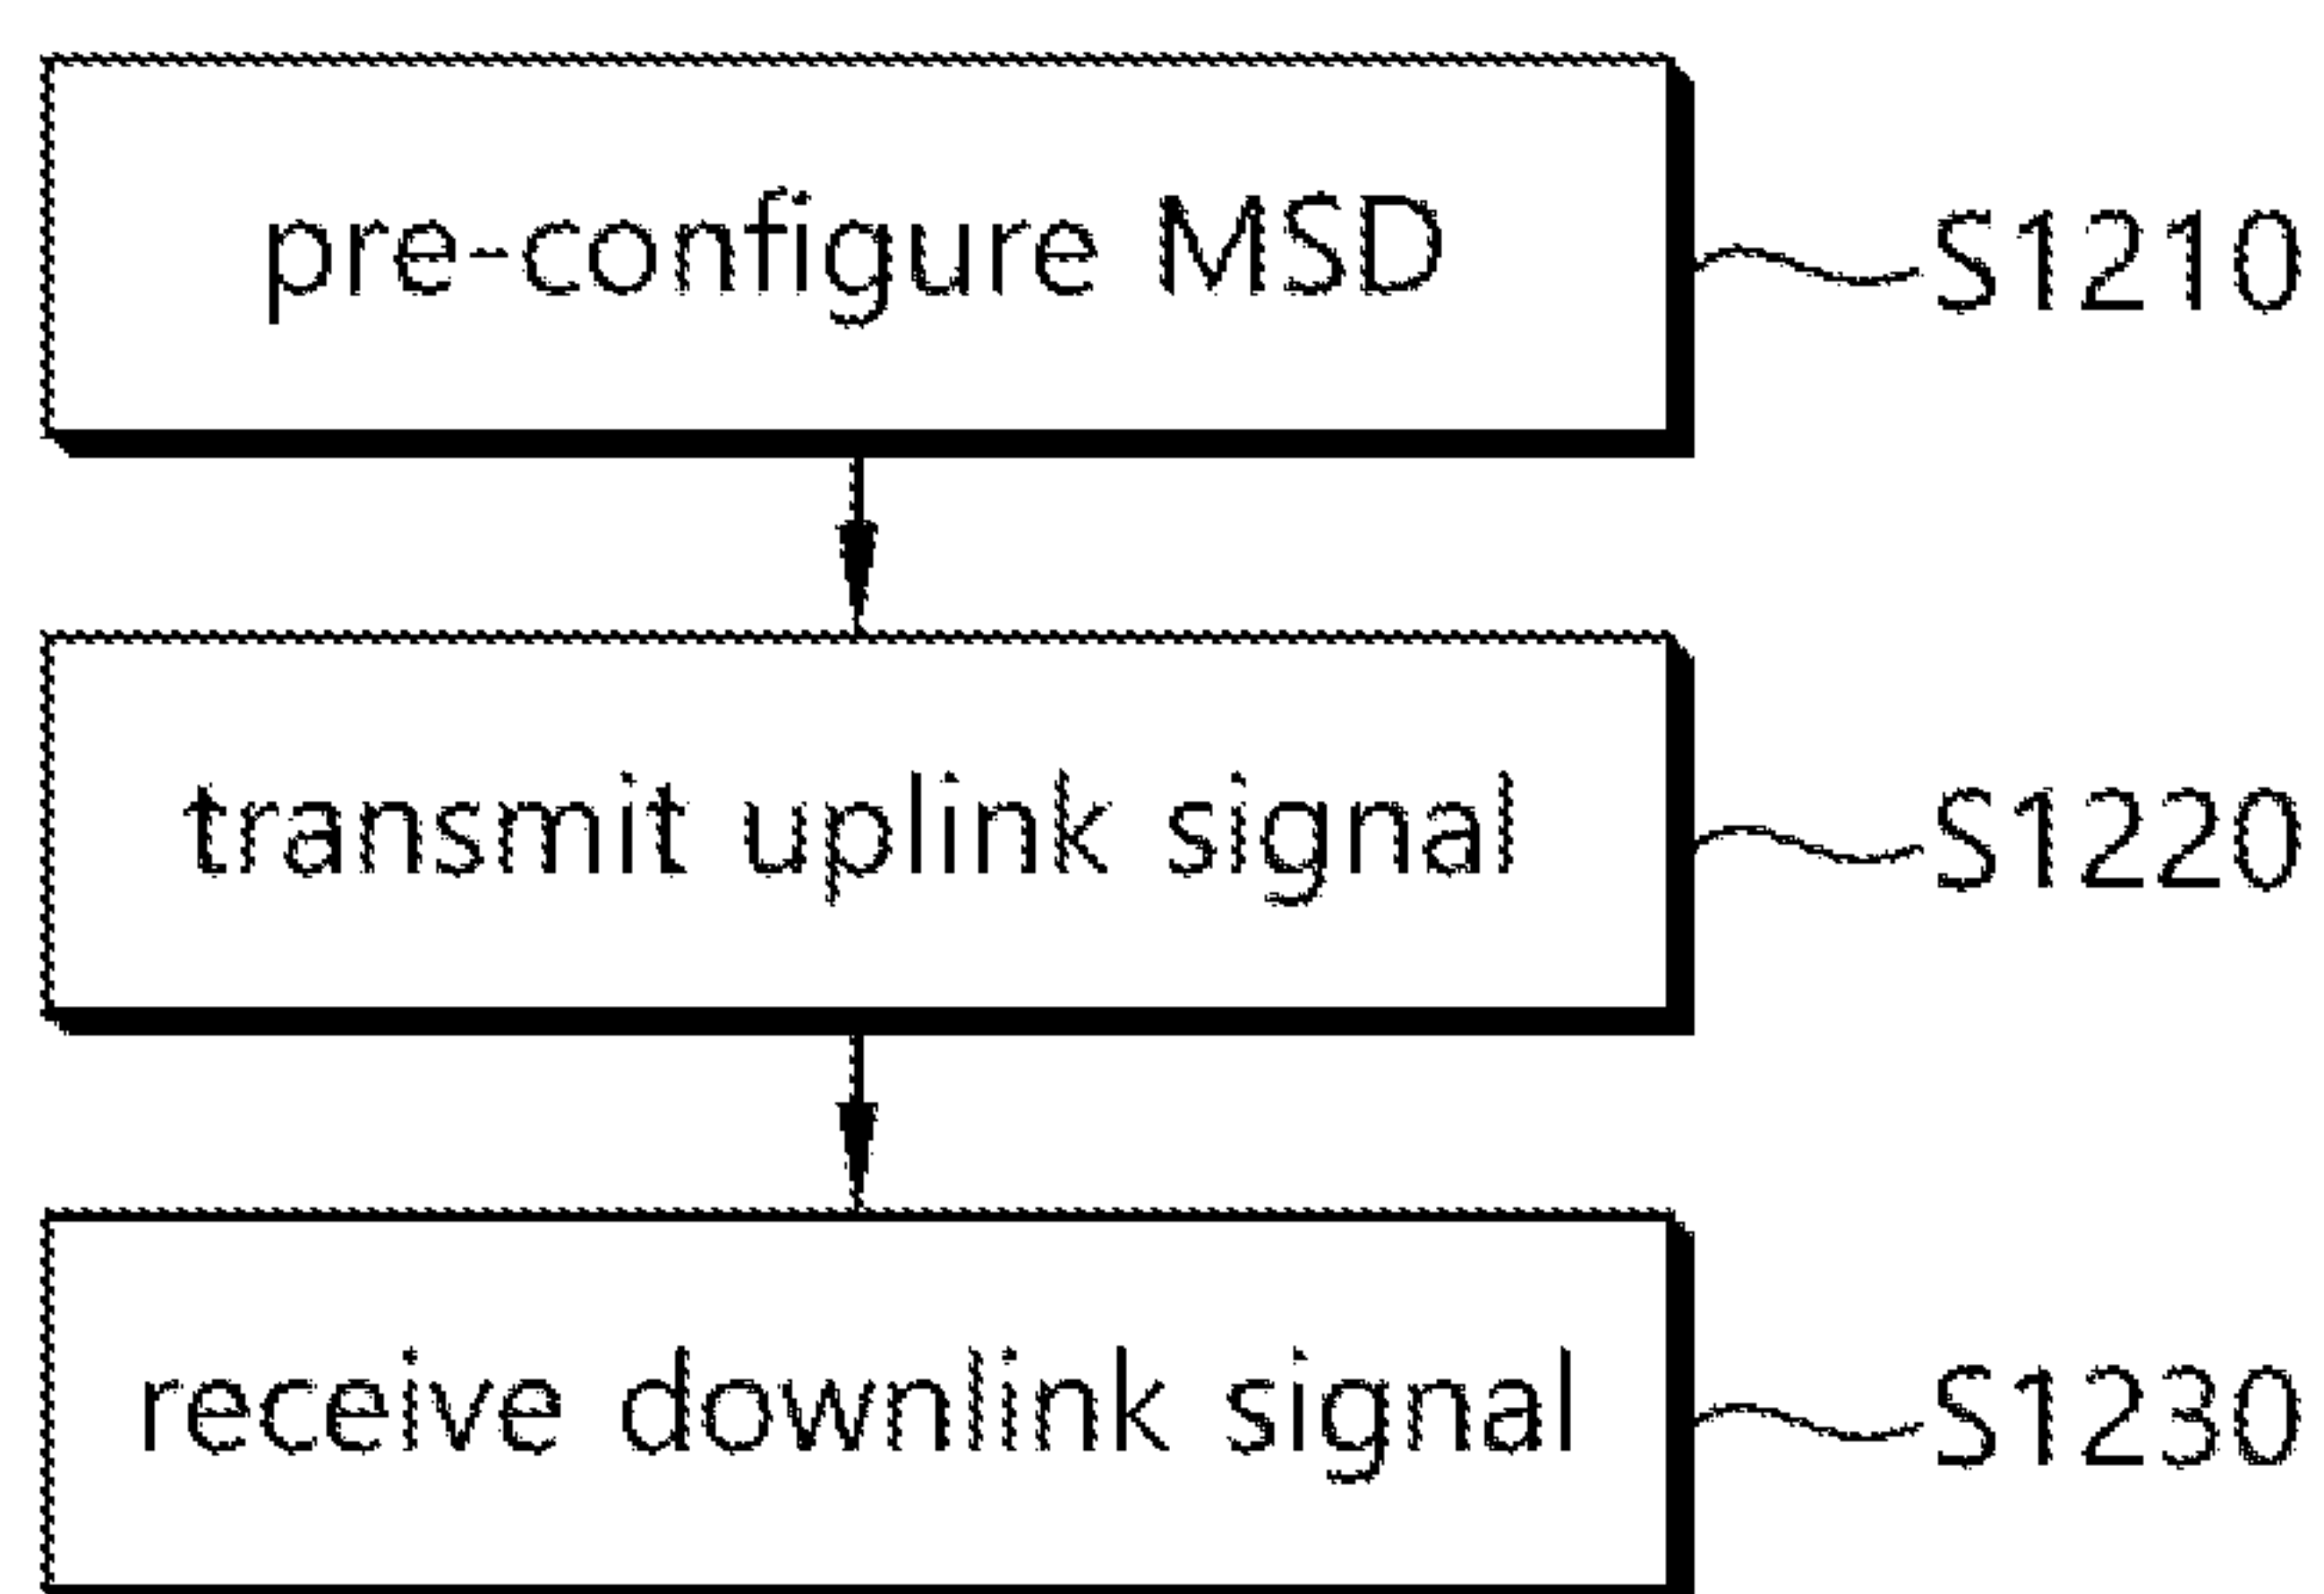 pre-configure MSD S1210
transmit uplink signal S1220
receive downlink signal S1230